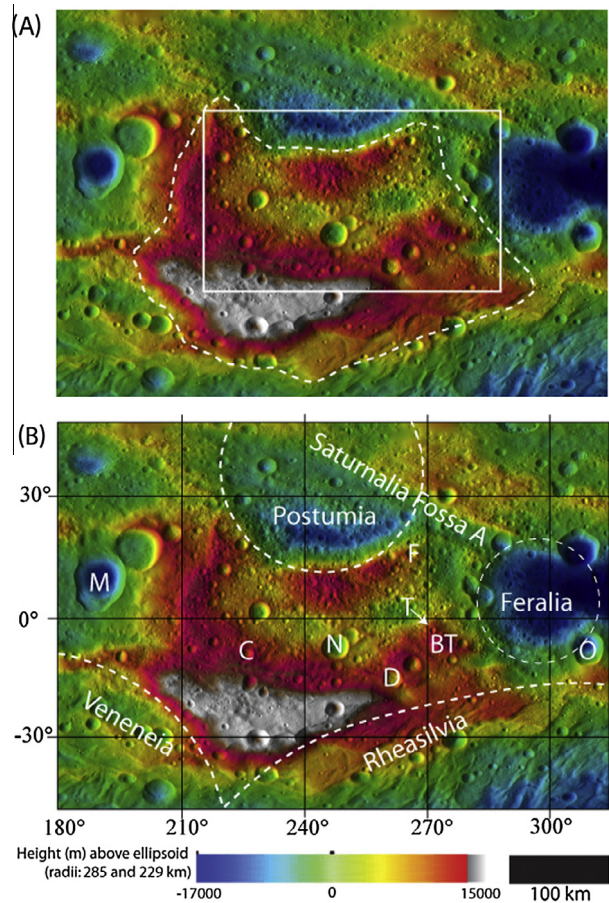 (A)
(B)
Saturnalia Fossa A
30°
Postumia
F
M
T
Feralia
0°
C
N
BT
O
D
Veneneia
Rheasilvia
-30°
180°
210°
240°
270°
300°
Height (m) above ellipsoid
(radii: 285 and 229 km)
-17000
0
15000
100 km